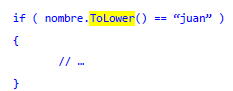 if ( nombre.ToLower() == “juan” )
{
// …
}